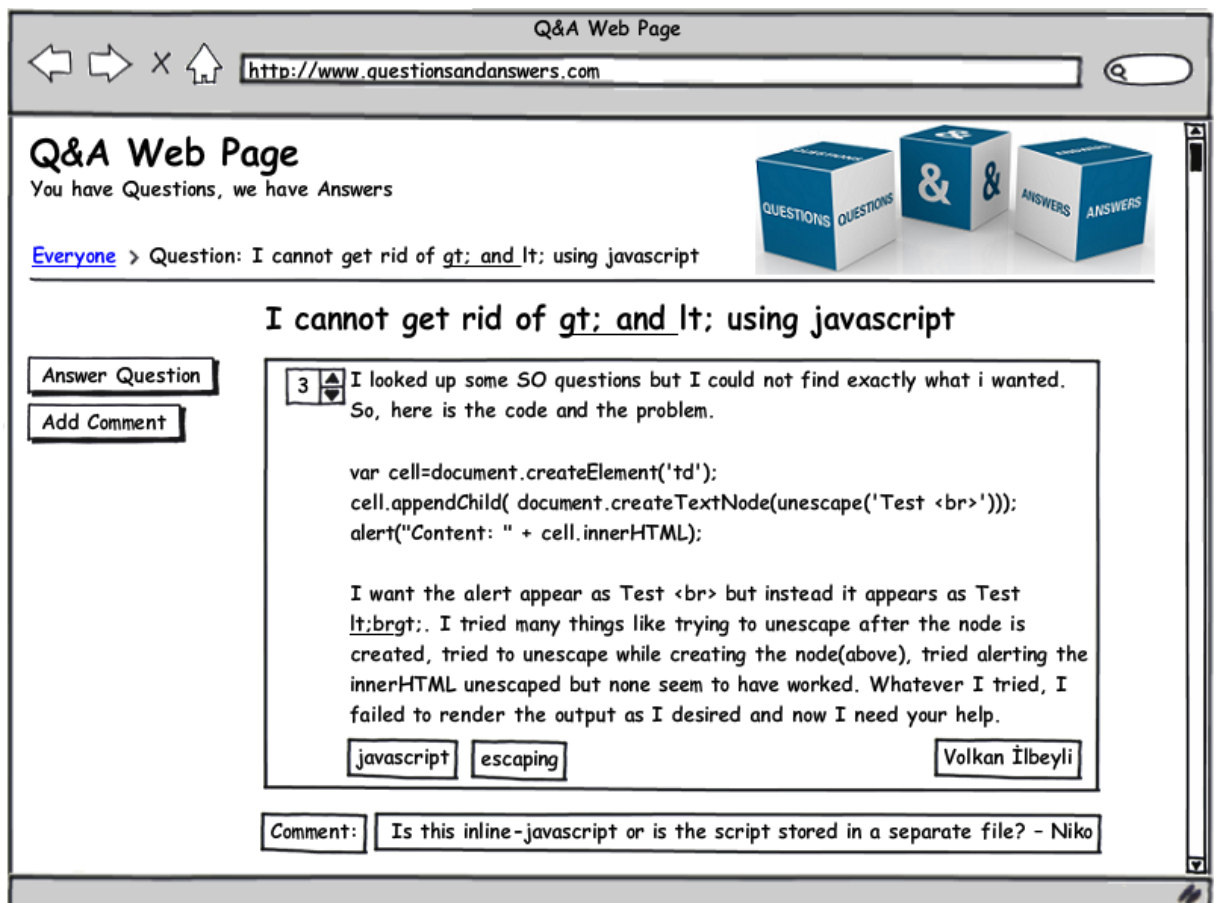 Q&A Web Page
http://www.questionsandanswers.com
Q&A Web Page
You have Questions, we have Answers
QUESTIONS
QUESTIONS
QUESTIONS
&
&
&
ANSWERS
ANSWERS
ANSWERS
Everyone > Question: I cannot get rid of gt; and lt; using javascript
I cannot get rid of gt; and lt; using javascript
Answer Question
Add Comment
3
I looked up some SO questions but I could not find exactly what i wanted.
So, here is the code and the problem.
var cell=document.createElement('td');
cell.appendChild( document.createTextNode(unescape('Test <br>')));
alert("Content: " + cell.innerHTML);
I want the alert appear as Test <br> but instead it appears as Test
lt;brgt;. I tried many things like trying to unescape after the node is
created, tried to unescape while creating the node(above), tried alerting the
innerHTML unescaped but none seem to have worked. Whatever I tried, I
failed to render the output as I desired and now I need your help.
javascript escaping Volkan İlbeyli
Comment: Is this inline-javascript or is the script stored in a separate file? - Niko